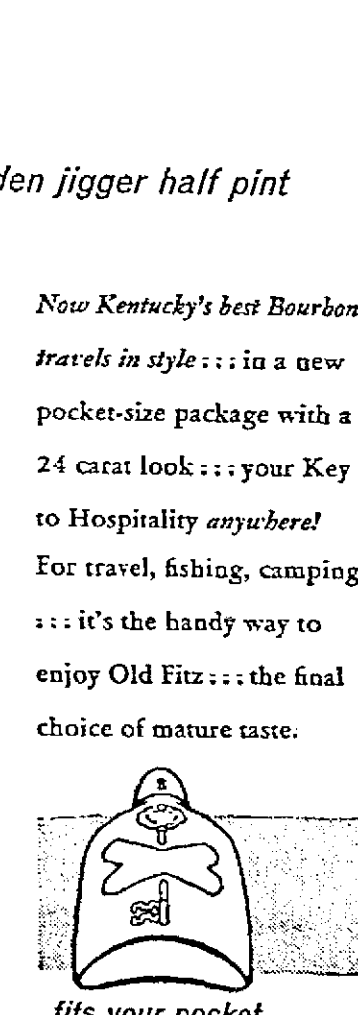 jigger half pint
Now Kentucky's best Bourbon
travels in style : : : in a new
pocket-size package with a
24 carat look : : : your Key
to Hospitality anywhere!
For travel, fishing, camping
: : : it's the handy way to
enjoy Old Fitz : : : the final
choice of mature taste.
fits your pocket